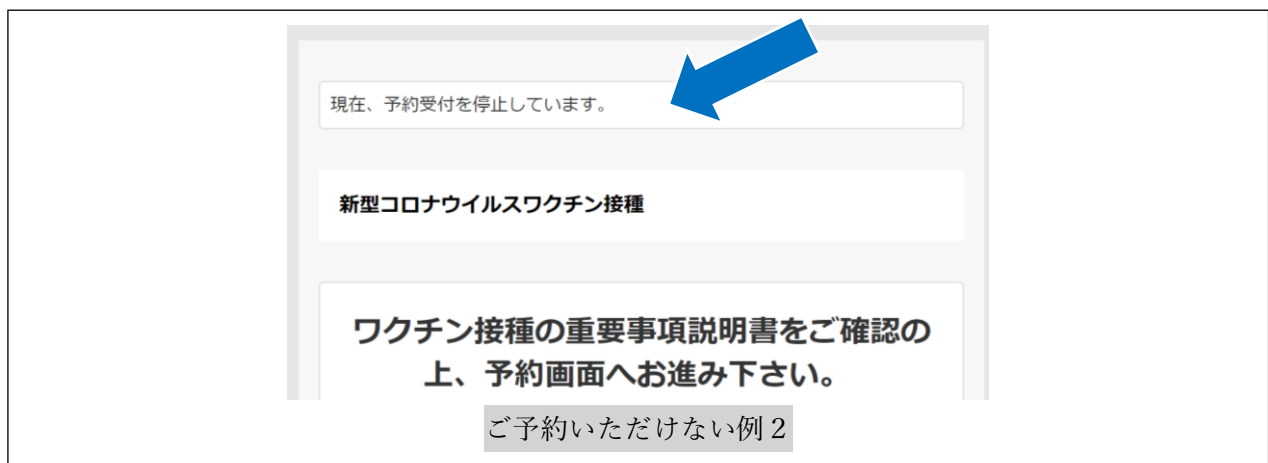 現在、予約受付を停止しています。
新型コロナウイルスワクチン接種
ワクチン接種の重要事項説明書をご確認の
上、予約画面へお進み下さい。
ご予約いただけない例２